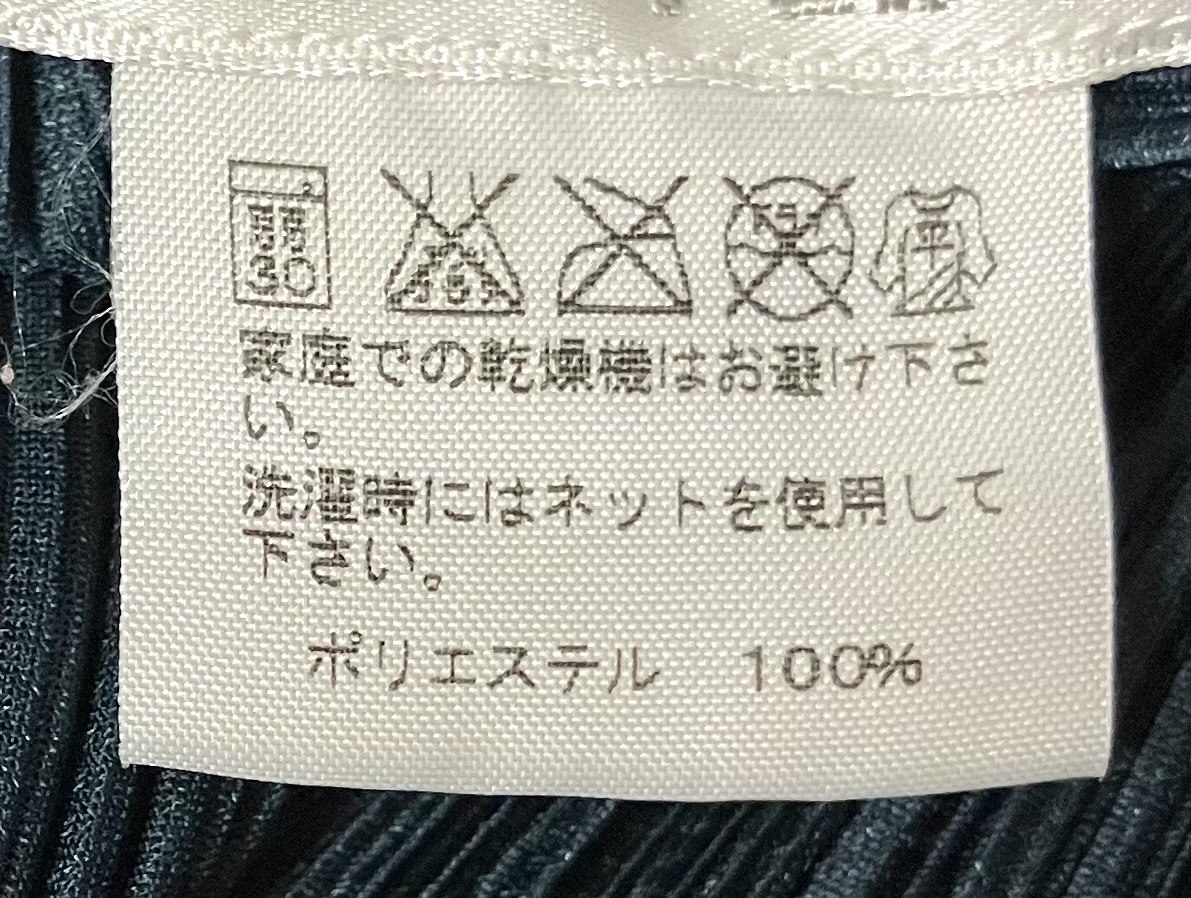 30
家庭での乾燥機はお避け下さ
い。
洗濯時にはネットを使用して
下さい。
ポリエステル 100%